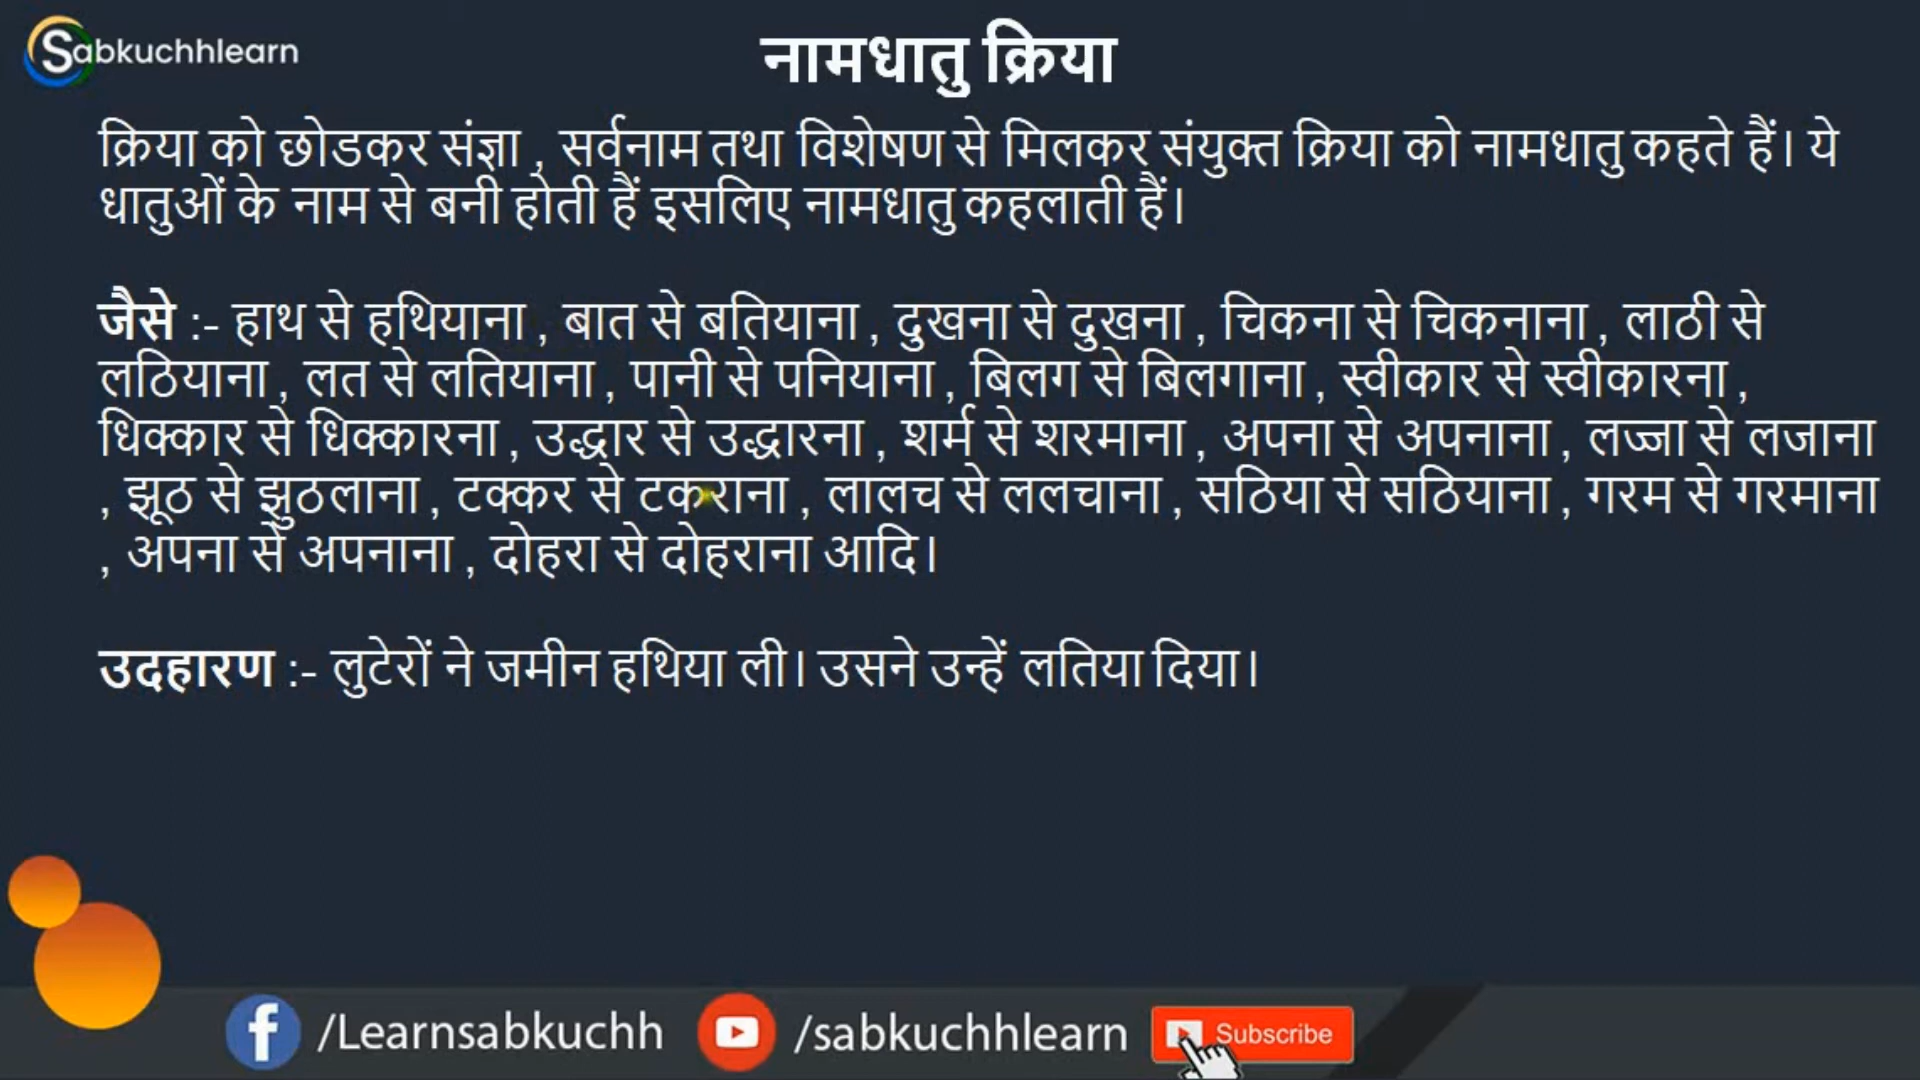 Sabkuchhlearn
नामधातु क्रिया
क्रिया को छोडकर संज्ञा , सर्वनाम तथा विशेषण से मिलकर संयुक्त क्रिया को नामधातु कहते हैं। ये
धातुओं के नाम से बनी होती हैं इसलिए नामधातु कहलाती हैं।
जैसे :- हाथ से हथियाना , बात से बतियाना , दुखना से दुखना , चिकना से चिकनाना , लाठी से
लठियाना , लत से लतियाना , पानी से पनियाना , बिलग से बिलगाना , स्वीकार से स्वीकारना ,
धिक्कार से धिक्कारना , उद्धार से उद्धारना , शर्म से शरमाना , अपना से अपनाना , लज्जा से लजाना
, झूठ से झुठलाना , टक्कर से टकराना , लालच से ललचाना , सठिया से सठियाना , गरम से गरमाना
, अपना से अपनाना , दोहरा से दोहराना आदि।
उदहारण :- लुटेरों ने जमीन हथिया ली। उसने उन्हें लतिया दिया।
/Learnsabkuchh /sabkuchhlearn Subscribe